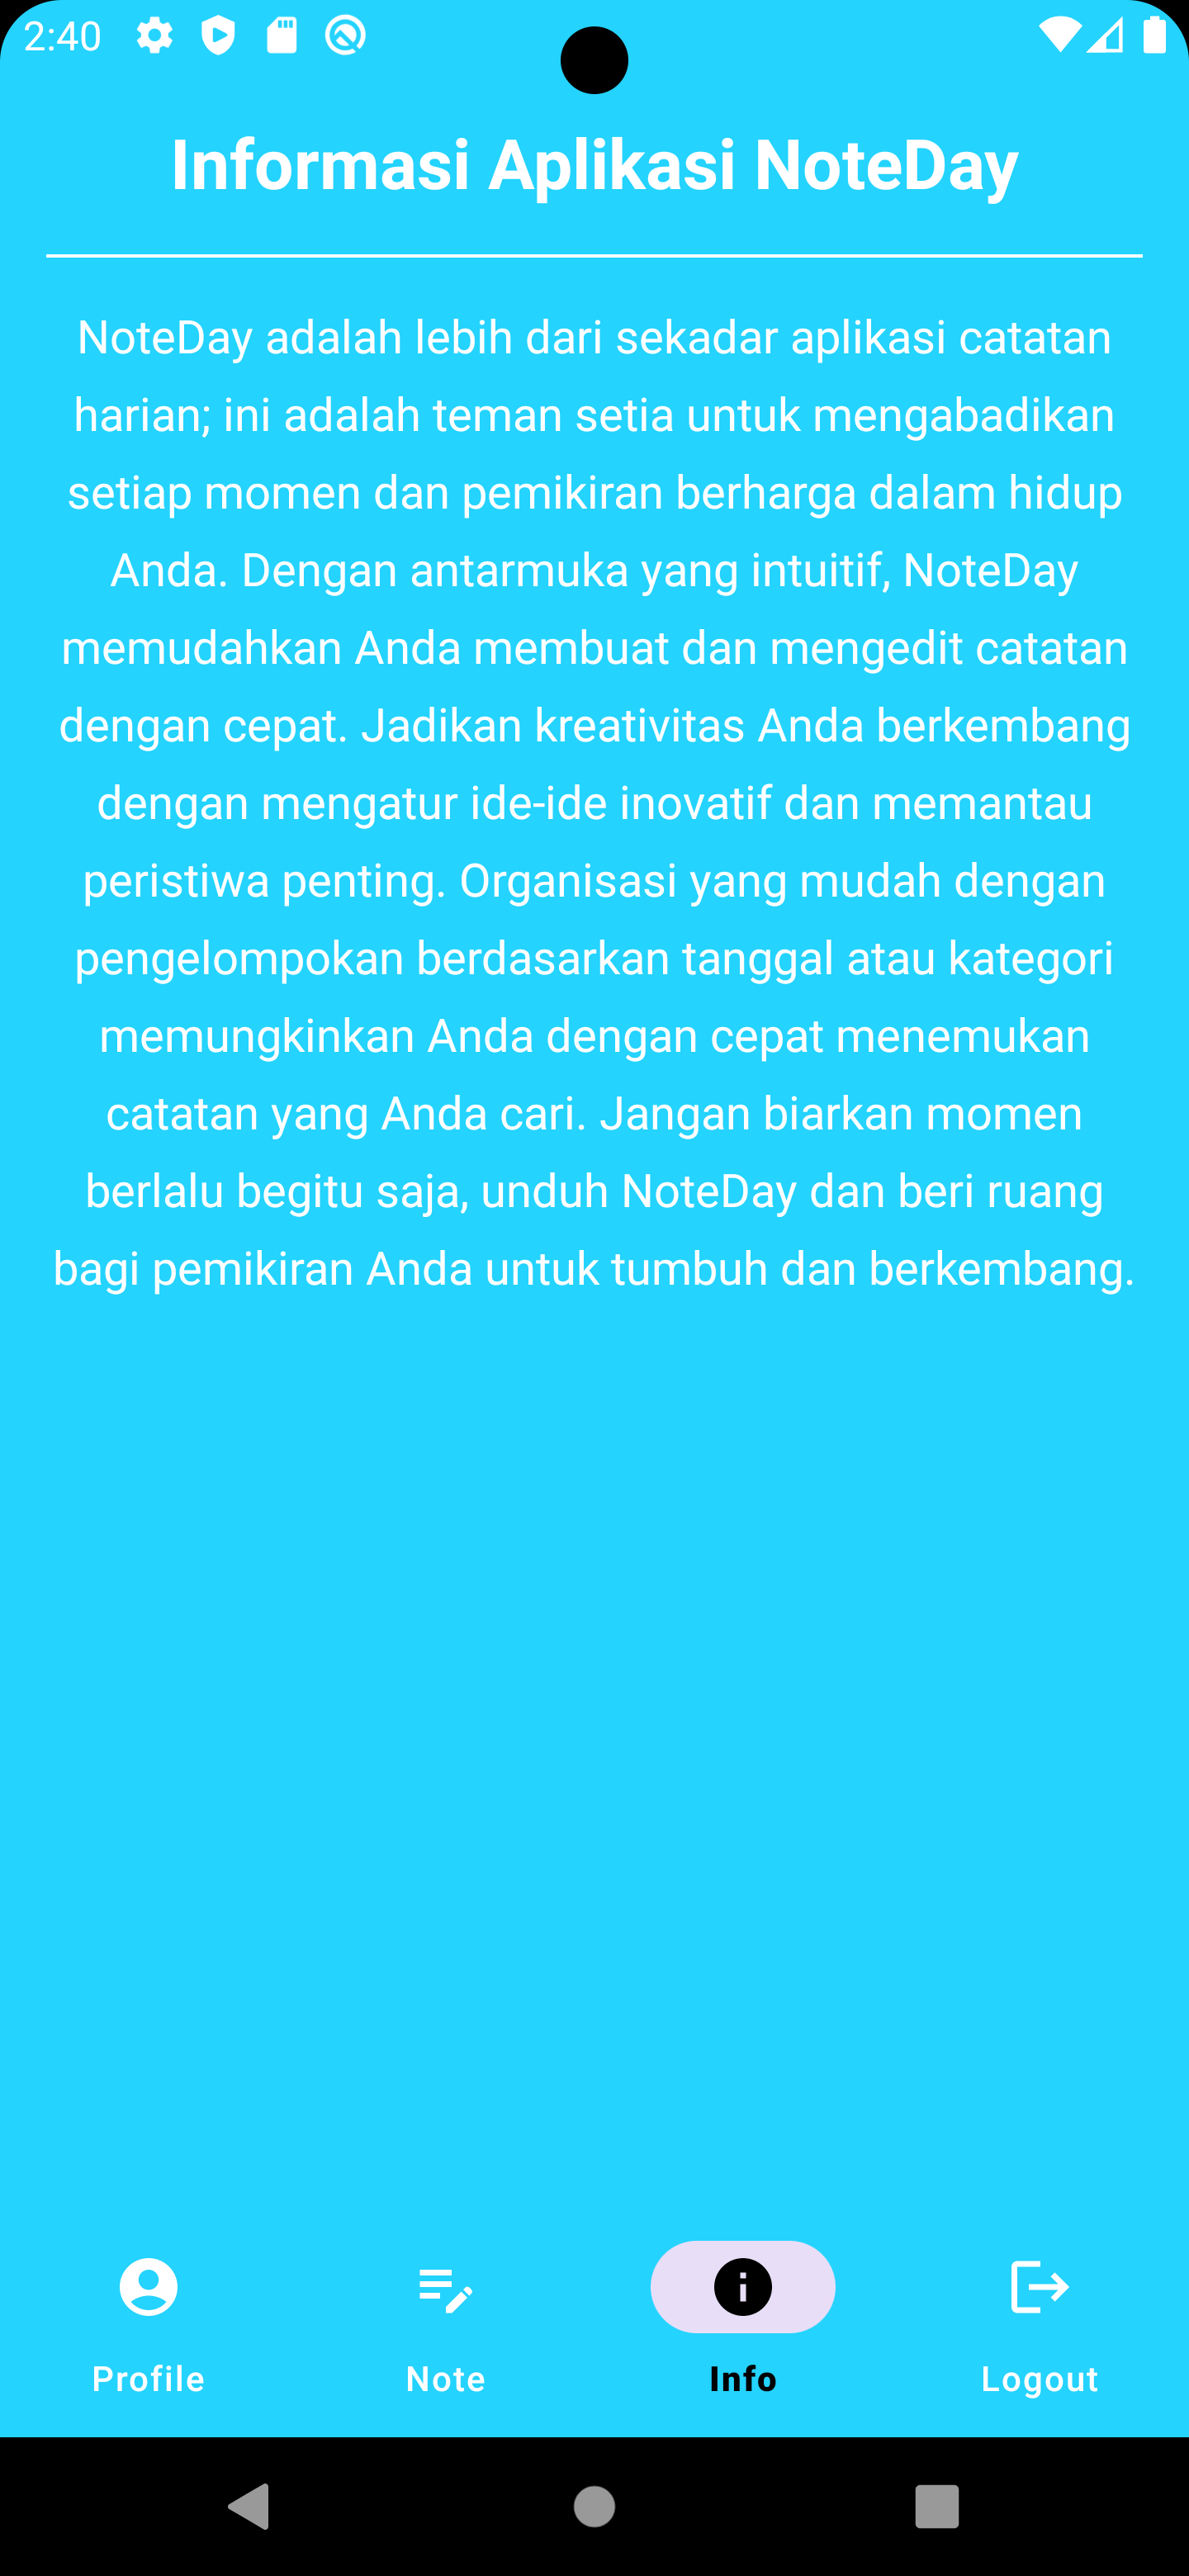 2:40
Informasi Aplikasi NoteDay
NoteDay adalah lebih dari sekadar aplikasi catatan
harian; ini adalah teman setia untuk mengabadikan
setiap momen dan pemikiran berharga dalam hidup
Anda. Dengan antarmuka yang intuitif, NoteDay
memudahkan Anda membuat dan mengedit catatan
dengan cepat. Jadikan kreativitas Anda berkembang
dengan mengatur ide-ide inovatif dan memantau
peristiwa penting. Organisasi yang mudah dengan
pengelompokan berdasarkan tanggal atau kategori
memungkinkan Anda dengan cepat menemukan
catatan yang Anda cari. Jangan biarkan momen
berlalu begitu saja, unduh NoteDay dan beri ruang
bagi pemikiran Anda untuk tumbuh dan berkembang.
Profile Note Info Logout